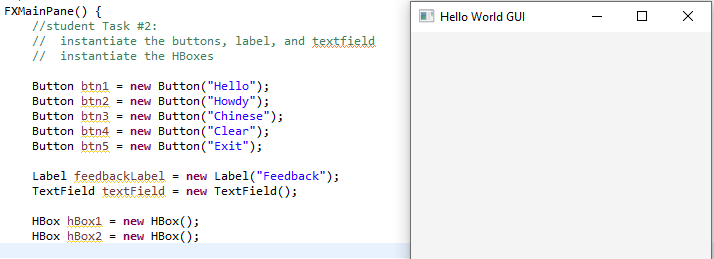 FXMainPane() {
//student Task #2:
//  instantiate the buttons, label, and textfield
//  instantiate the HBoxes
Button btn1 = new Button("Hello");
Button btn2 = new Button("Howdy");
Button btn3 = new Button("Chinese");
Button btn4 = new Button("Clear");
Button btn5 = new Button("Exit");
Label feedbackLabel = new Label("Feedback");
TextField textField = new TextField();
HBox hBox1 = new HBox();
HBox hBox2 = new HBox();
Hello World GUI